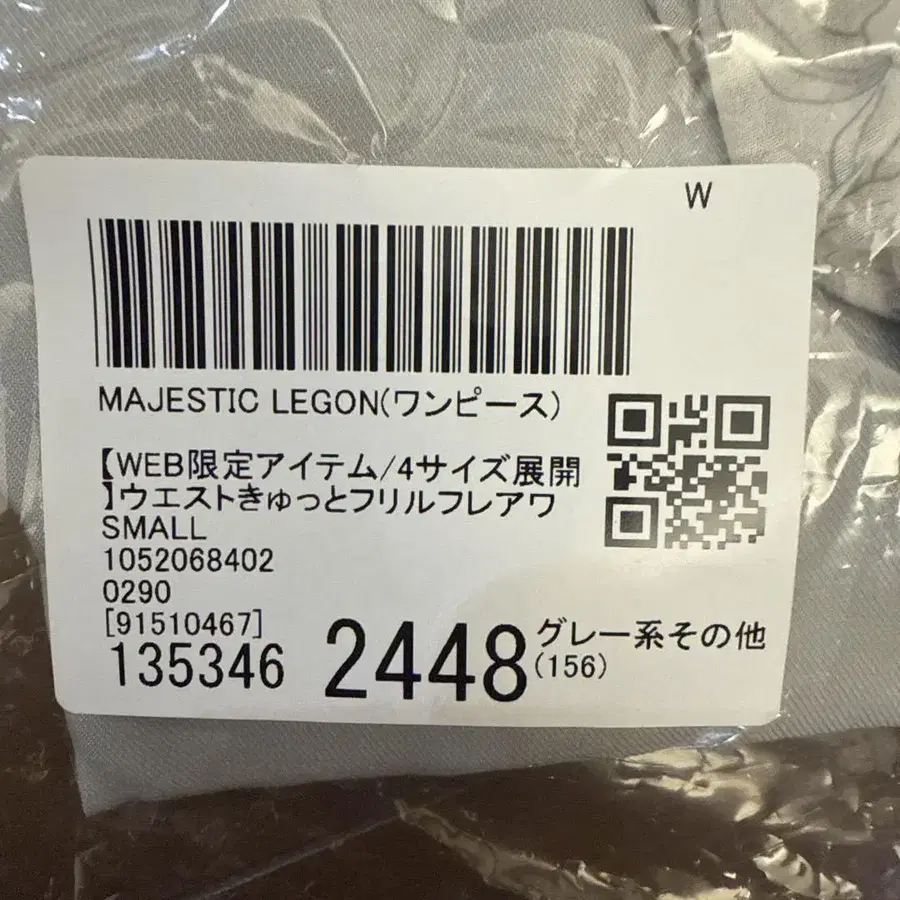 W
MAJESTIC LEGON(ワンピース)
【WEB限定アイテム/4サイズ展開
】ウエストきゅっとフリルフレアワ
SMALL
1052068402
0290
[91510467]
135346
2448
グレー系その他
(156)